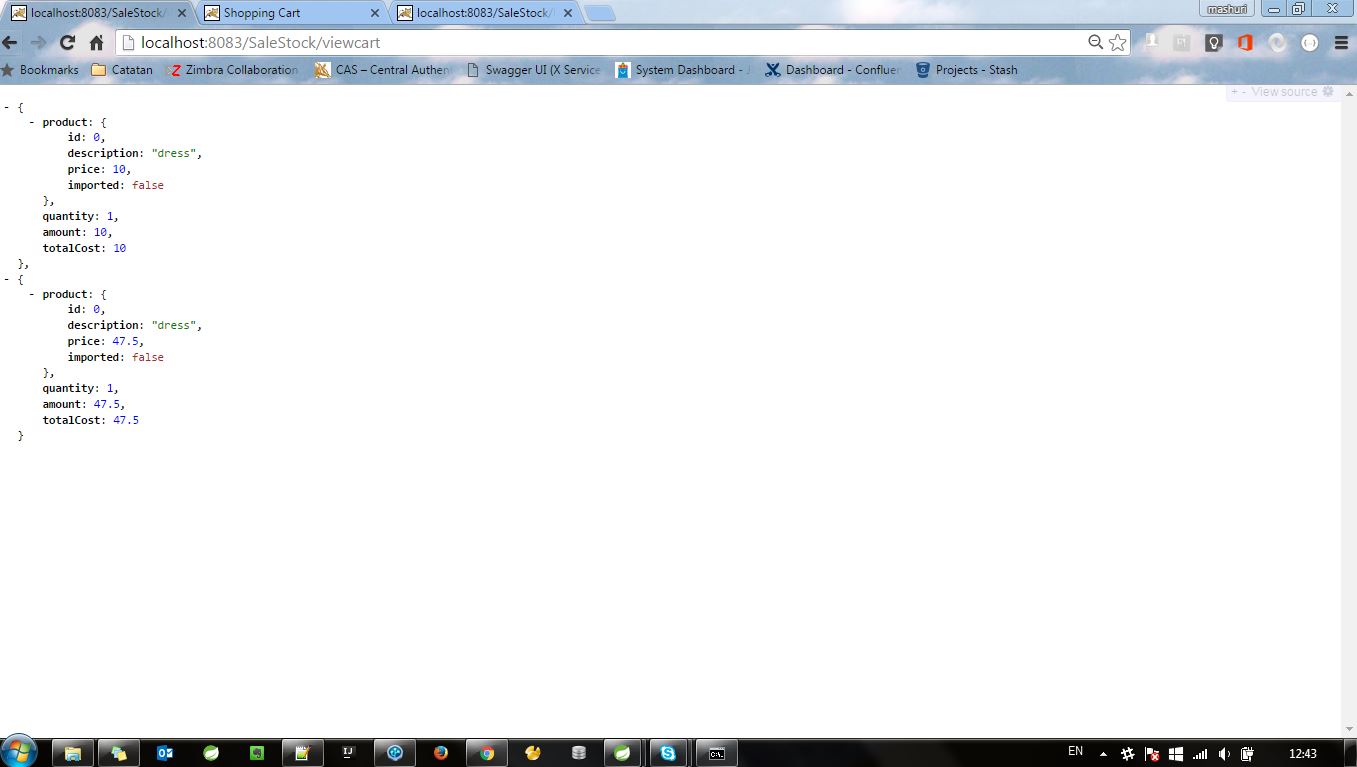 localhost:8083/SaleStock/
Shopping Cart
localhost:8083/SaleStock/
mashuri
localhost:8083/SaleStock/viewcart
Bookmarks
Catatan
Zimbra Collaboration
CAS – Central Authen
Swagger UI (X Service
System Dashboard -
Dashboard - Confluen
Projects - Stash
+ - View source
- {
- product: {
id: 0,
description: "dress",
price: 10,
imported: false
},
quantity: 1,
amount: 10,
totalCost: 10
},
- {
- product: {
id: 0,
description: "dress",
price: 47.5,
imported: false
},
quantity: 1,
amount: 47.5,
totalCost: 47.5
}
IJ
C:\.
EN
12:43